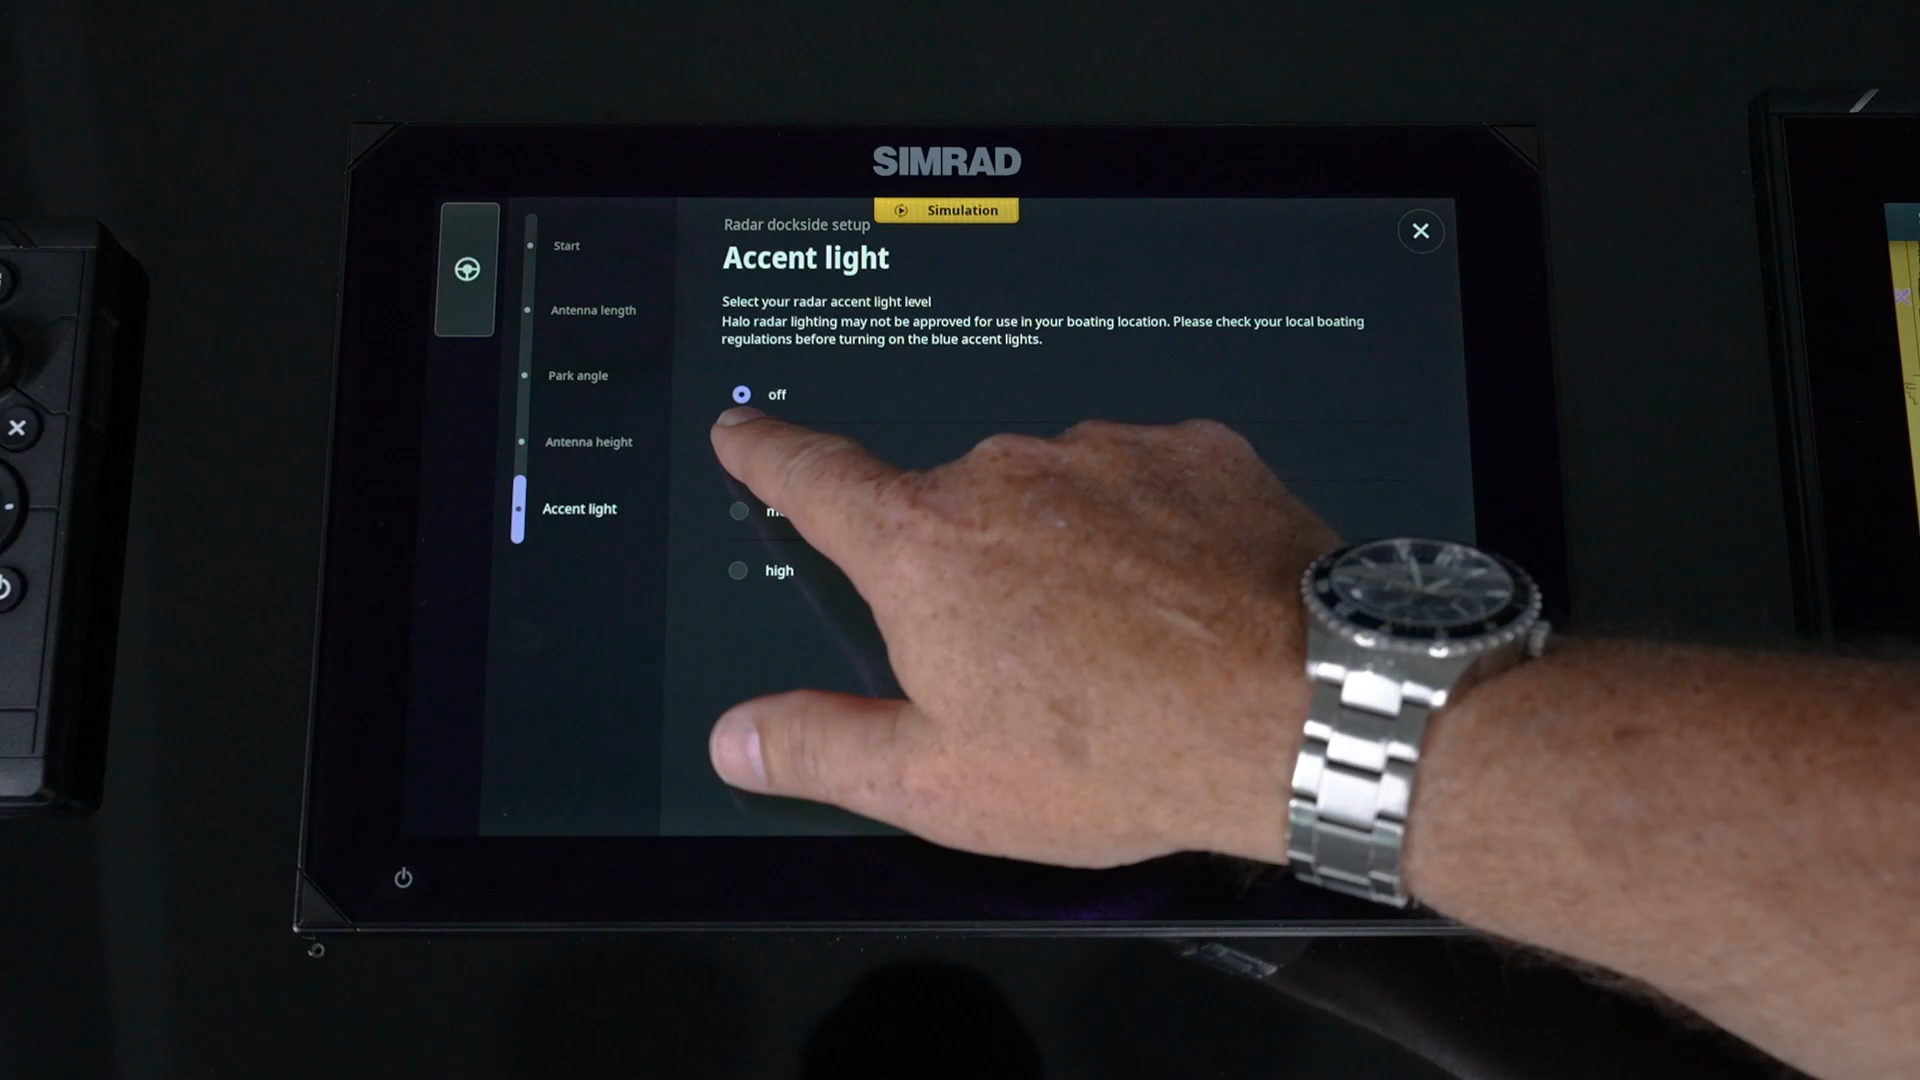 SIMRAD
Simulation
Radar dockside setup
Accent light
Select your radar accent light level
Halo radar lighting may not be approved for use in your boating location. Please check your local boating
regulations before turning on the blue accent lights.
Start
Antenna length
Park angle
Antenna height
Accent light
off
high